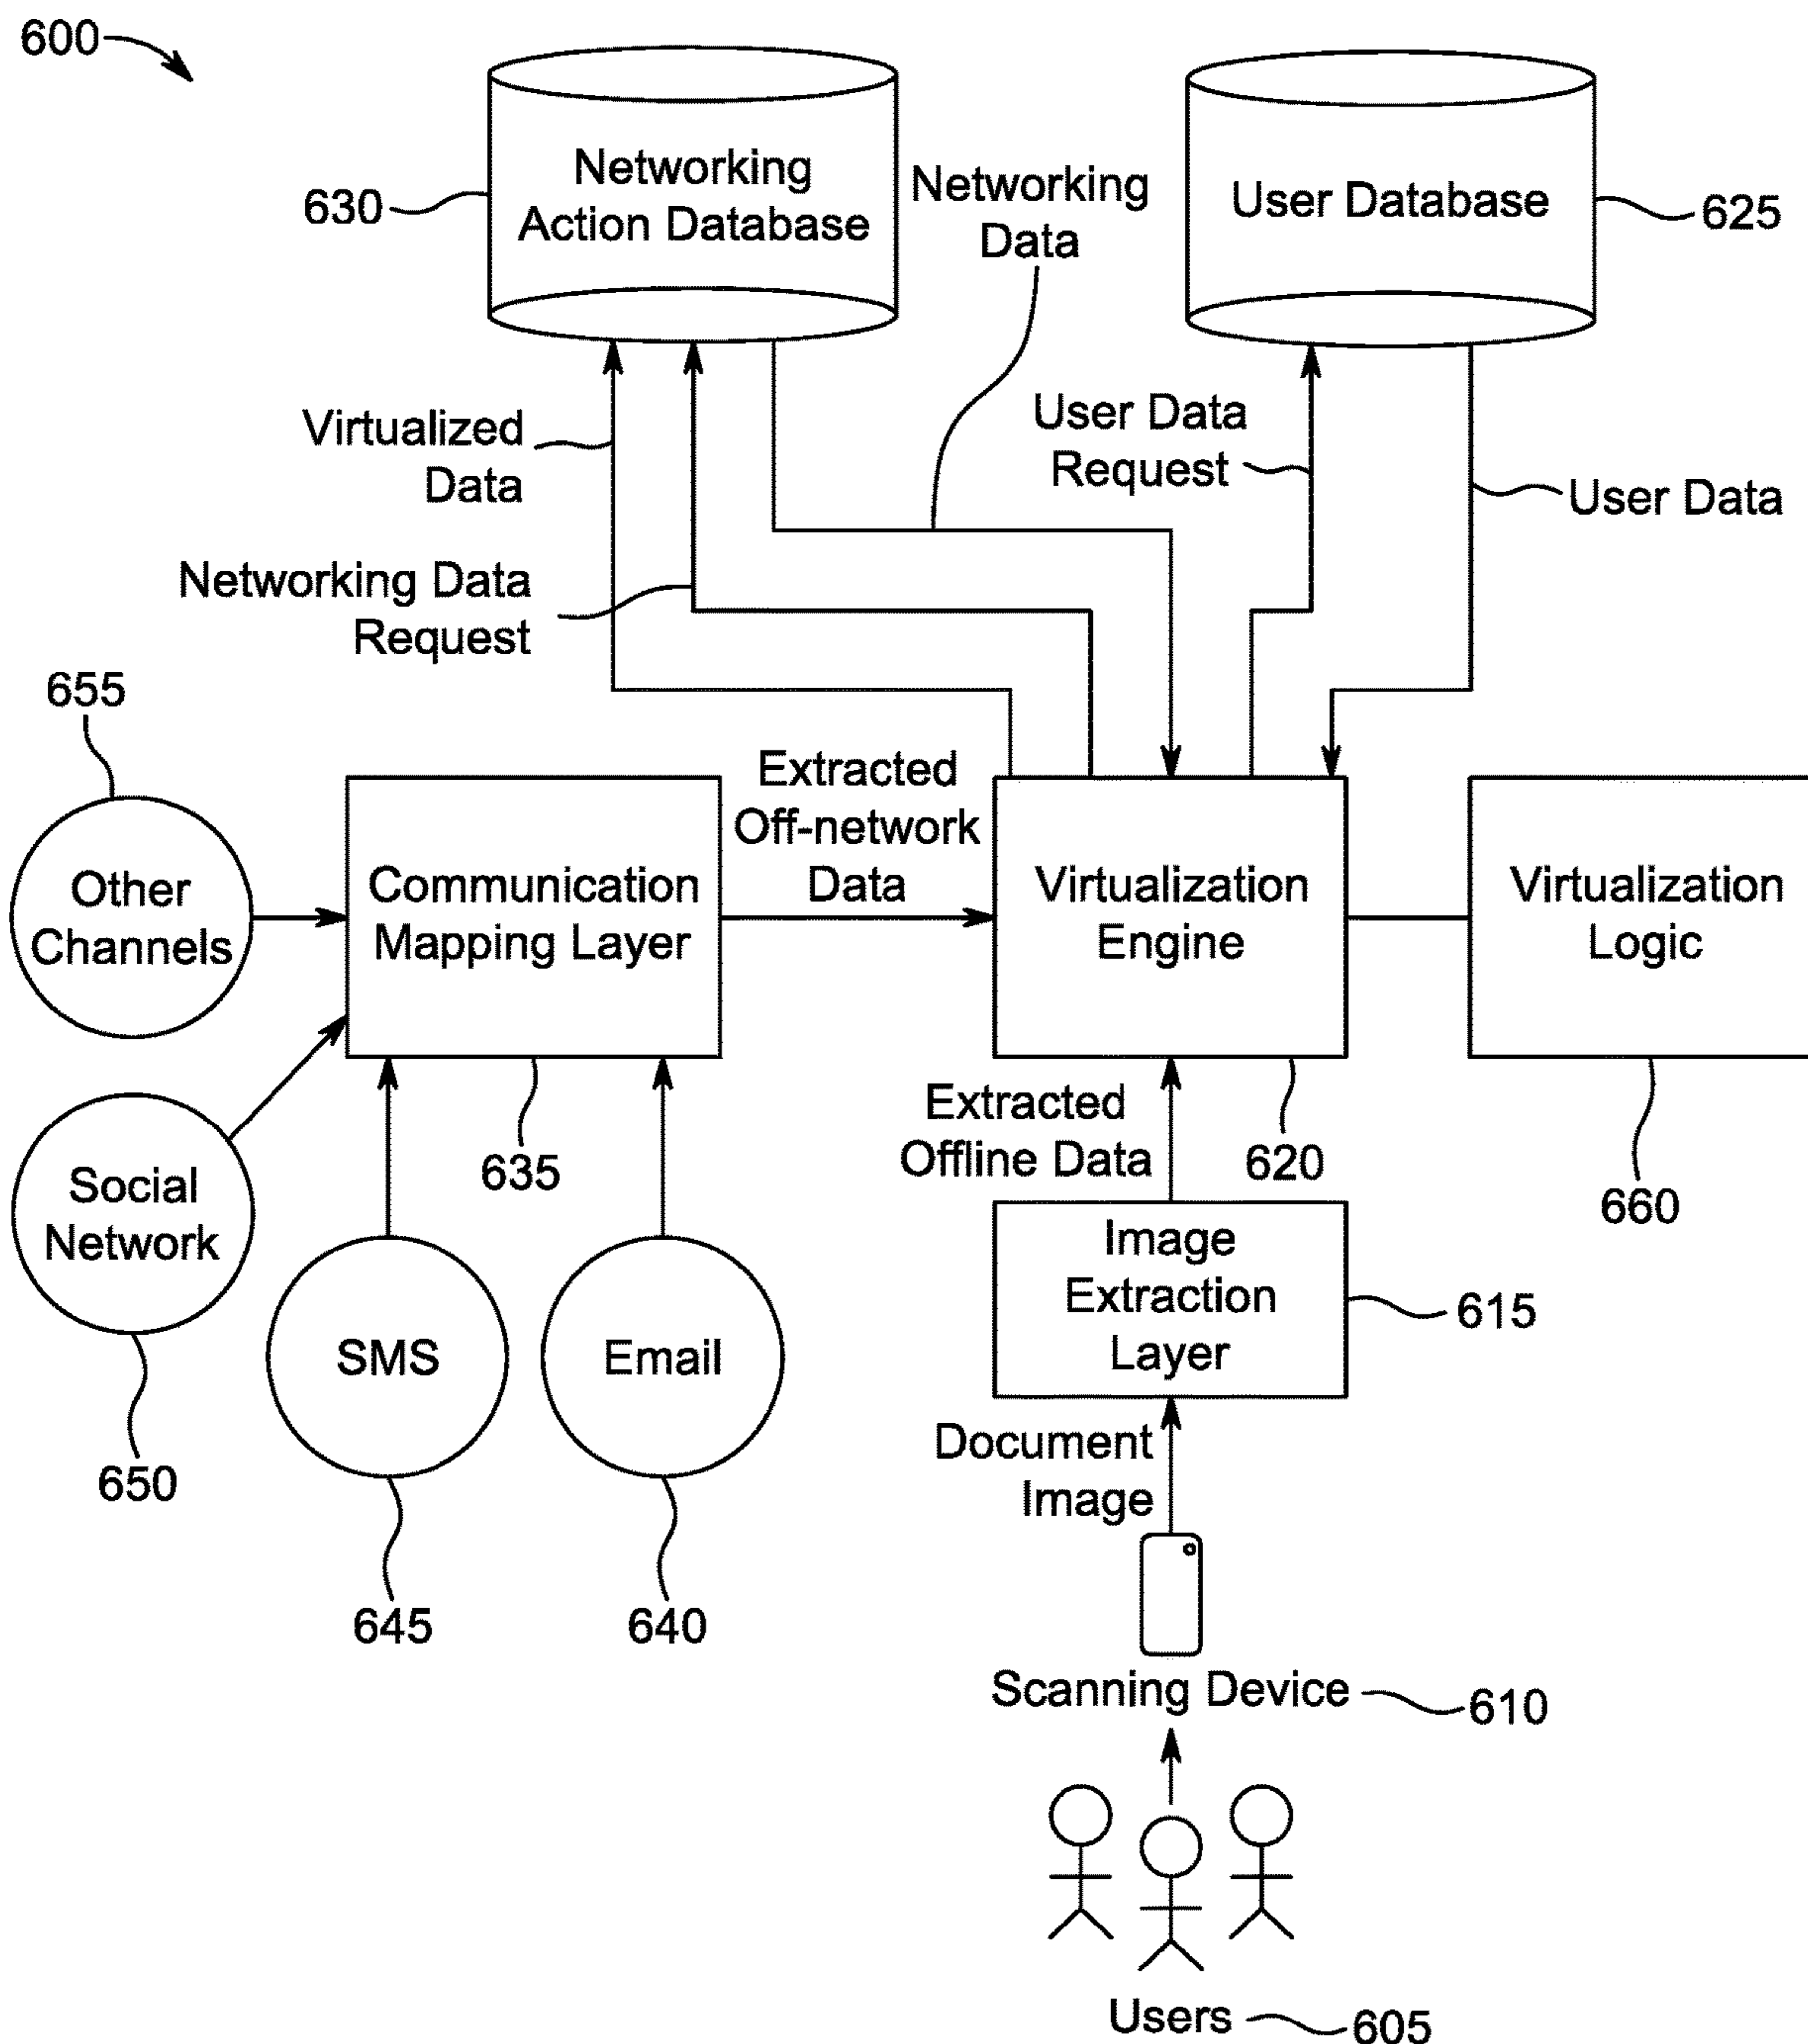 600
Networking
Action Database
630
Networking
Data
User Database
625
Virtualized
Data
User Data
Request
User Data
Networking Data
Request
655
Other
Channels
Communication
Mapping Layer
635
Extracted
Off-network
Data
Virtualization
Engine
620
Virtualization
Logic
660
Social
Network
650
SMS
645
Email
640
Extracted
Offline Data
Image
Extraction
Layer
615
Document
Image
Scanning Device
610
Users
605